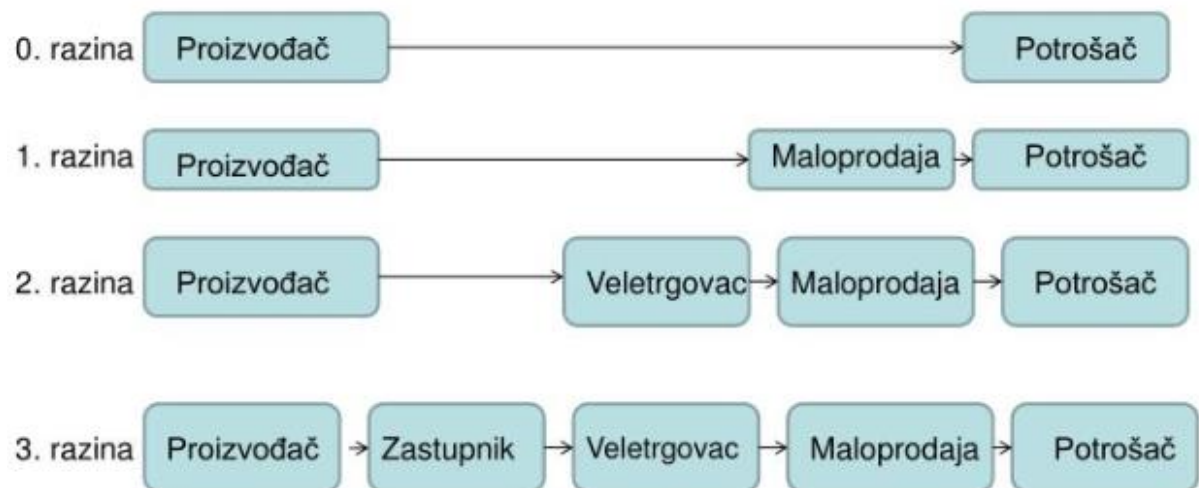 0. razina Proizvođač Potrošač
1. razina Proizvođač Maloprodaja Potrošač
2. razina Proizvođač Veletrgovac Maloprodaja Potrošač
3. razina Proizvođač Zastupnik Veletrgovac Maloprodaja Potrošač